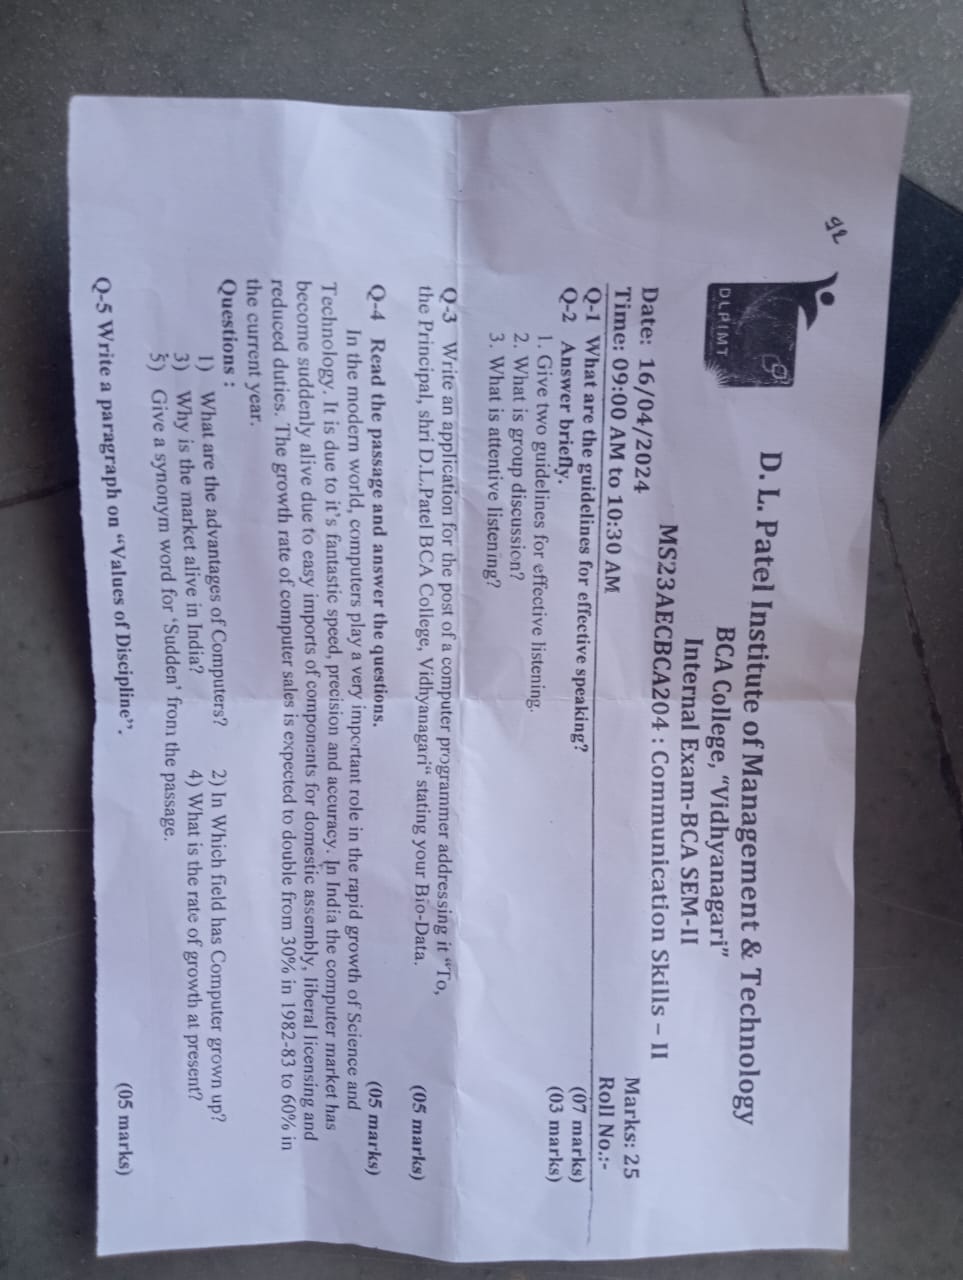 92
DLPIMT
D. L. Patel Institute of Management & Technology
BCA College, “Vidhyanagari”
Internal Exam-BCA SEM-II
MS23AECBCA204 : Communication Skills – II
Date: 16/04/2024
Marks: 25
Time: 09:00 AM to 10:30 AM
Roll No.:-
Q-1 What are the guidelines for effective speaking? (07 marks)
Q-2 Answer briefly. (03 marks)
1. Give two guidelines for effective listening.
2. What is group discussion?
3. What is attentive listening?
Q-3 Write an application for the post of a computer programmer addressing it “To,
the Principal, shri D.L.Patel BCA College, Vidhyanagari“ stating your Bio-Data. (05 marks)
Q-4 Read the passage and answer the questions. (05 marks)
In the modern world, computers play a very important role in the rapid growth of Science and
Technology. It is due to it’s fantastic speed, precision and accuracy. In India the computer market has
become suddenly alive due to easy imports of components for domestic assembly, liberal licensing and
reduced duties. The growth rate of computer sales is expected to double from 30% in 1982-83 to 60% in
the current year.
Questions :
1) What are the advantages of Computers? 2) In Which field has Computer grown up?
3) Why is the market alive in India? 4) What is the rate of growth at present?
5) Give a synonym word for ‘Sudden’ from the passage.
Q-5 Write a paragraph on “Values of Discipline”. (05 marks)